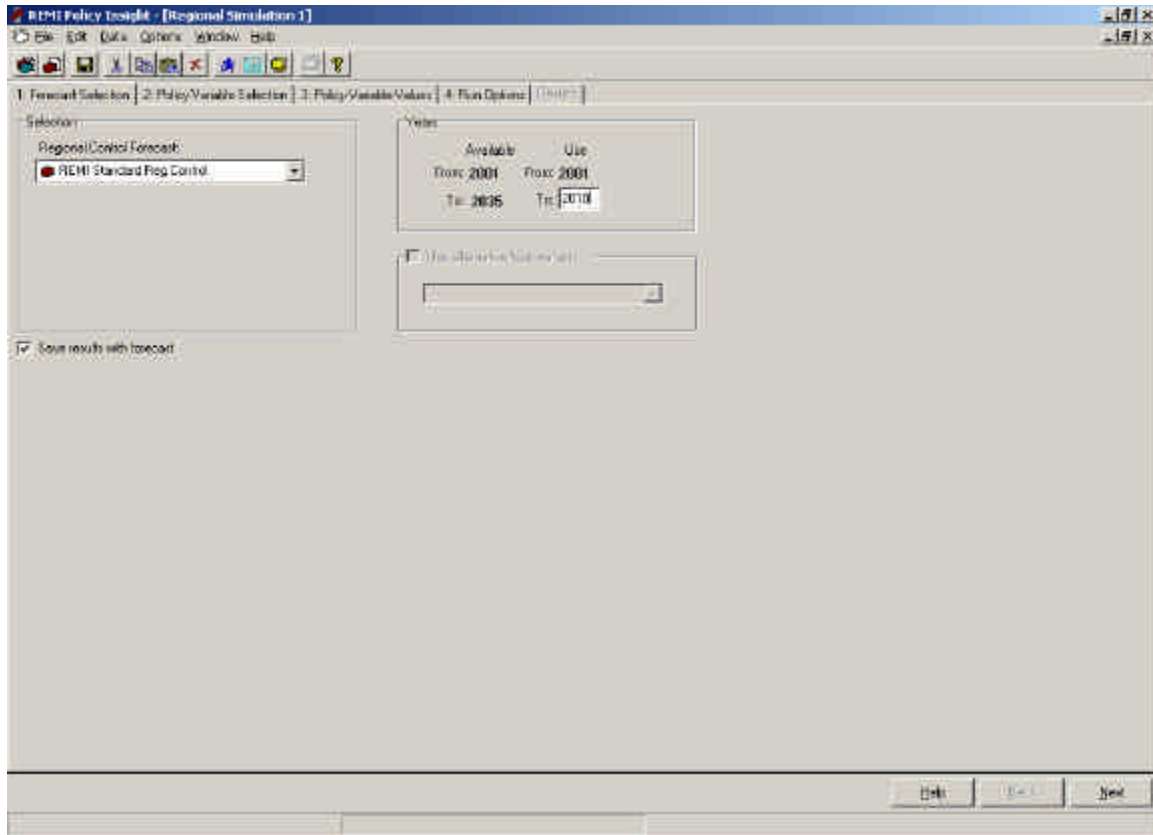 REMI Policy Insight - [Regional Simulation 1]
File Edit Data Options Window Help
1. Forecast Selection 2. Policy Variable Selection 3. Policy Variable Values 4. Run Options
Selection
Regional Control Forecast:
REMI Standard Reg Control
Years
Available Use
From: 2001 From: 2001
To: 2035 To: 2010
Save results with forecast
Help
Next